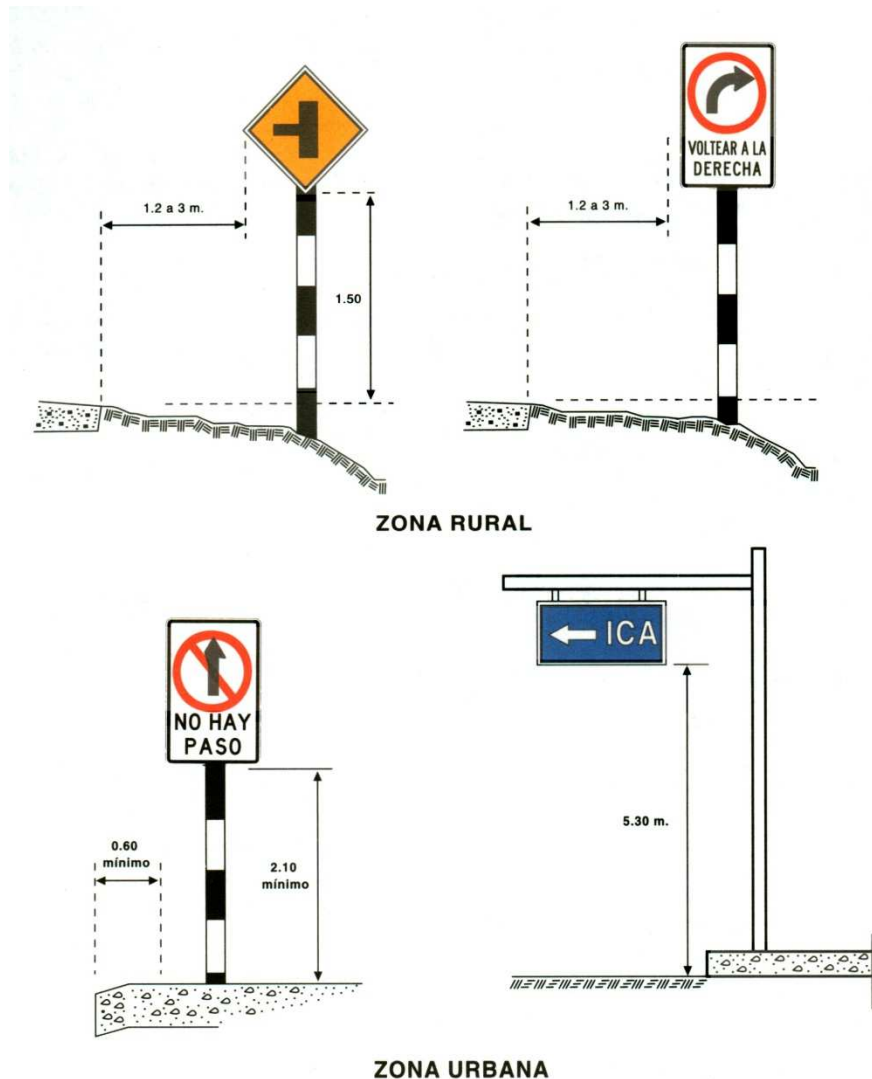 1.2 a 3 m.
1.50
VOLTEAR A LA
DERECHA
1.2 a 3 m.
ZONA RURAL
NO HAY
PASO
0.60
mínimo
2.10
mínimo
ICA
5.30 m.
ZONA URBANA